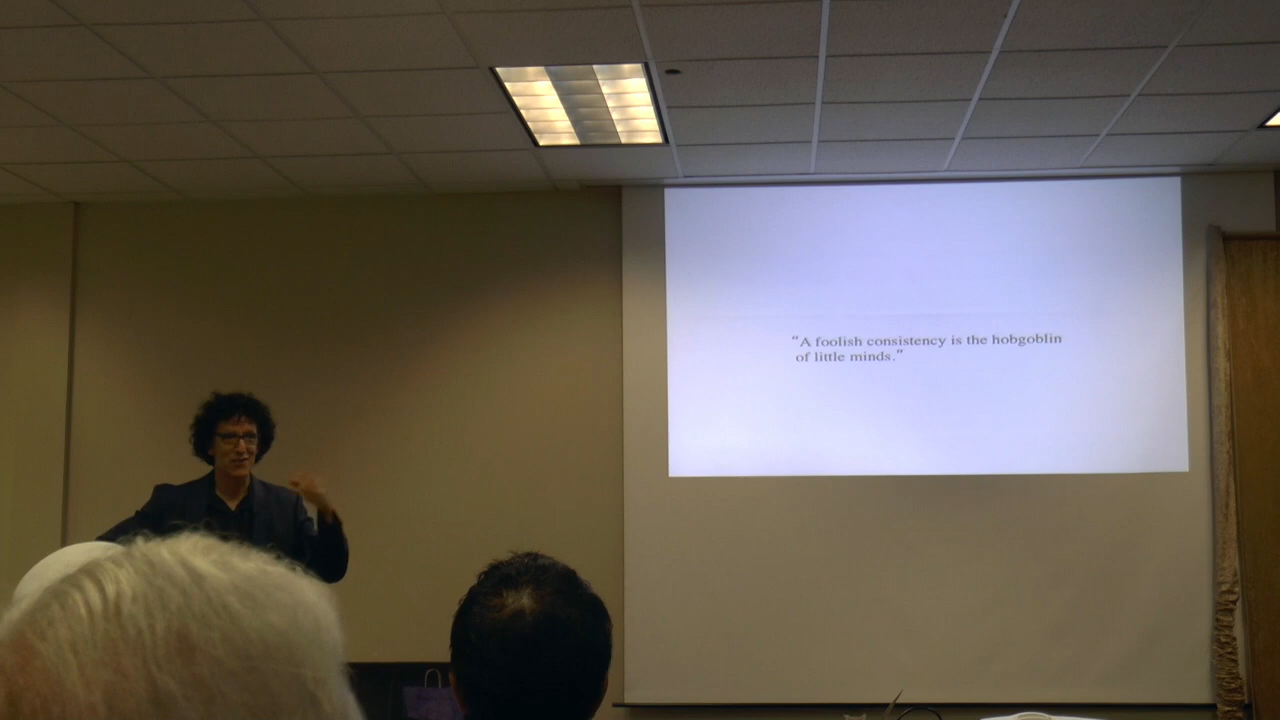 “A foolish consistency is the hobgoblin
of little minds.”